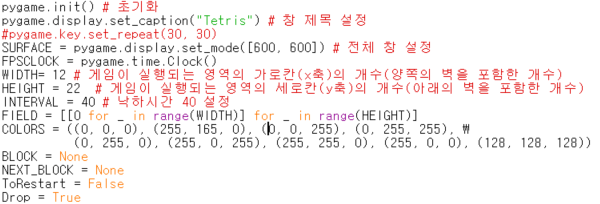 pygame.init() # 초기화
pygame.display.set_caption("Tetris") # 창 제목 설정
#pygame.key.set_repeat(30, 30)
SURFACE = pygame.display.set_mode([600, 600]) # 전체 창 설정
FPSCLOCK = pygame.time.Clock()
WIDTH= 12 # 게임이 실행되는 영역의 가로칸(x축)의 개수(양쪽의 벽을 포함한 개수)
HEIGHT = 22  # 게임이 실행되는 영역의 세로칸(y축)의 개수(아래의 벽을 포함한 개수)
INTERVAL = 40 # 낙하시간 40 설정
FIELD = [[0 for _ in range(WIDTH)] for _ in range(HEIGHT)]
COLORS = ((0, 0, 0), (255, 165, 0), (0, 0, 255), (0, 255, 255), ₩
(0, 255, 0), (255, 0, 255), (255, 255, 0), (255, 0, 0), (128, 128, 128))
BLOCK = None
NEXT_BLOCK = None
ToRestart = False
Drop = True